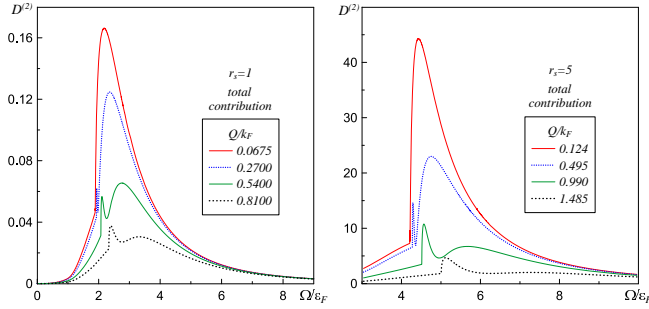 D(2)
r_s=1
total
contribution
Q/k_F
0.0675
0.2700
0.5400
0.8100
0.16
0.12
0.08
0.04
0
0 2 4 6 8 Ω/ε_F
D(2)
r_s=5
total
contribution
Q/k_F
0.124
0.495
0.990
1.485
40
30
20
10
0
4 6 8 Ω/ε_F